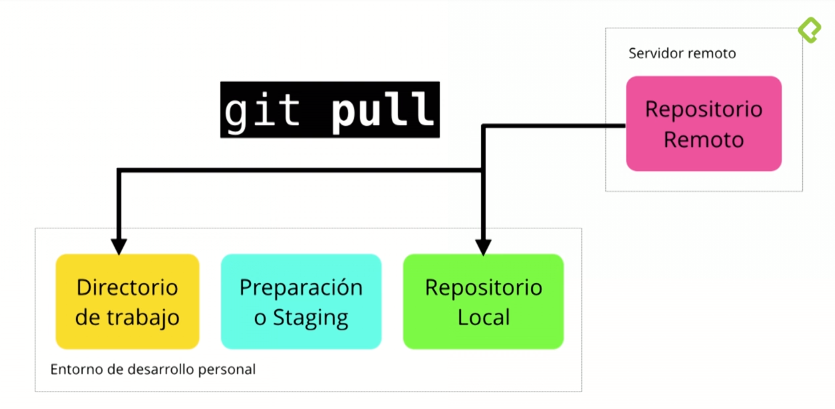 Servidor remoto
git pull
Repositorio
Remoto
Directorio
de trabajo
Preparación
o Staging
Repositorio
Local
Entorno de desarrollo personal